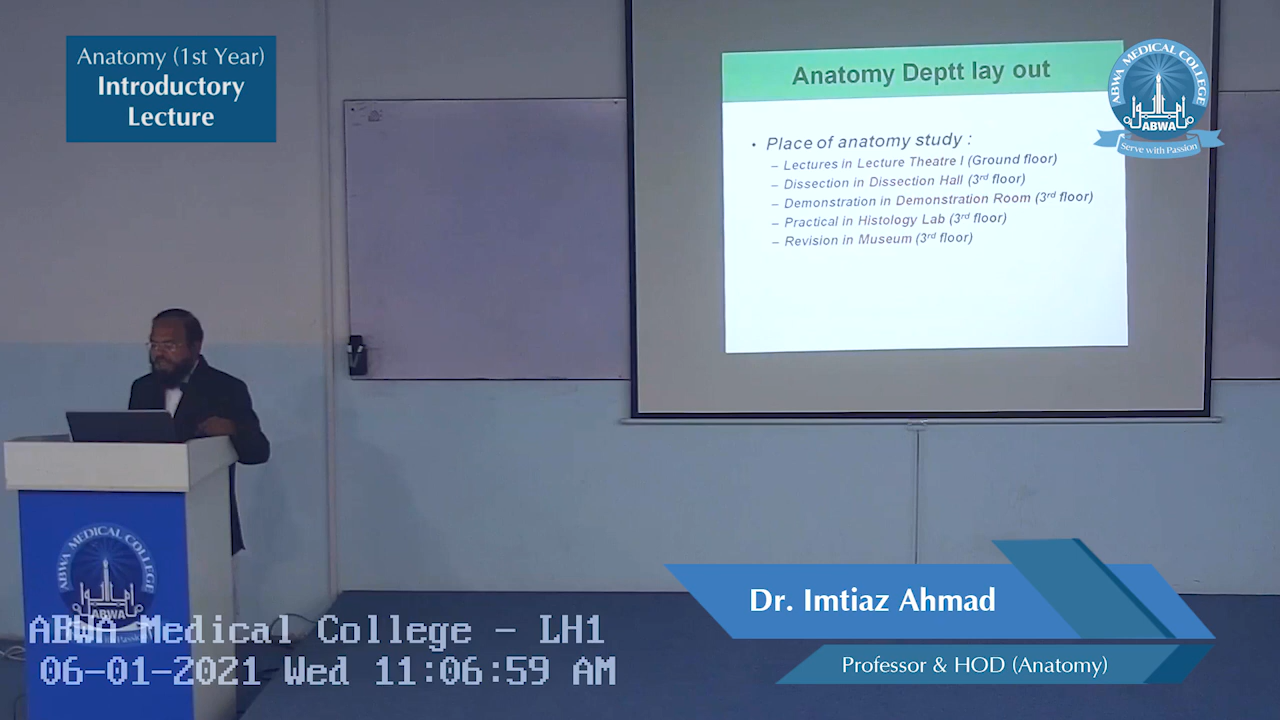 Anatomy (1st Year)
Introductory
Lecture
Anatomy Deptt lay out
• Place of anatomy study :
– Lectures in Lecture Theatre I (Ground floor)
– Dissection in Dissection Hall (3rd floor)
– Demonstration in Demonstration Room (3rd floor)
– Practical in Histology Lab (3rd floor)
– Revision in Museum (3rd floor)
ABWA MEDICAL COLLEGE
ABWA
Serve with Passion
ABWA MEDICAL COLLEGE
ABWA
ABWA Medical College - LH1
06-01-2021 Wed 11:06:59 AM
Dr. Imtiaz Ahmad
Professor & HOD (Anatomy)